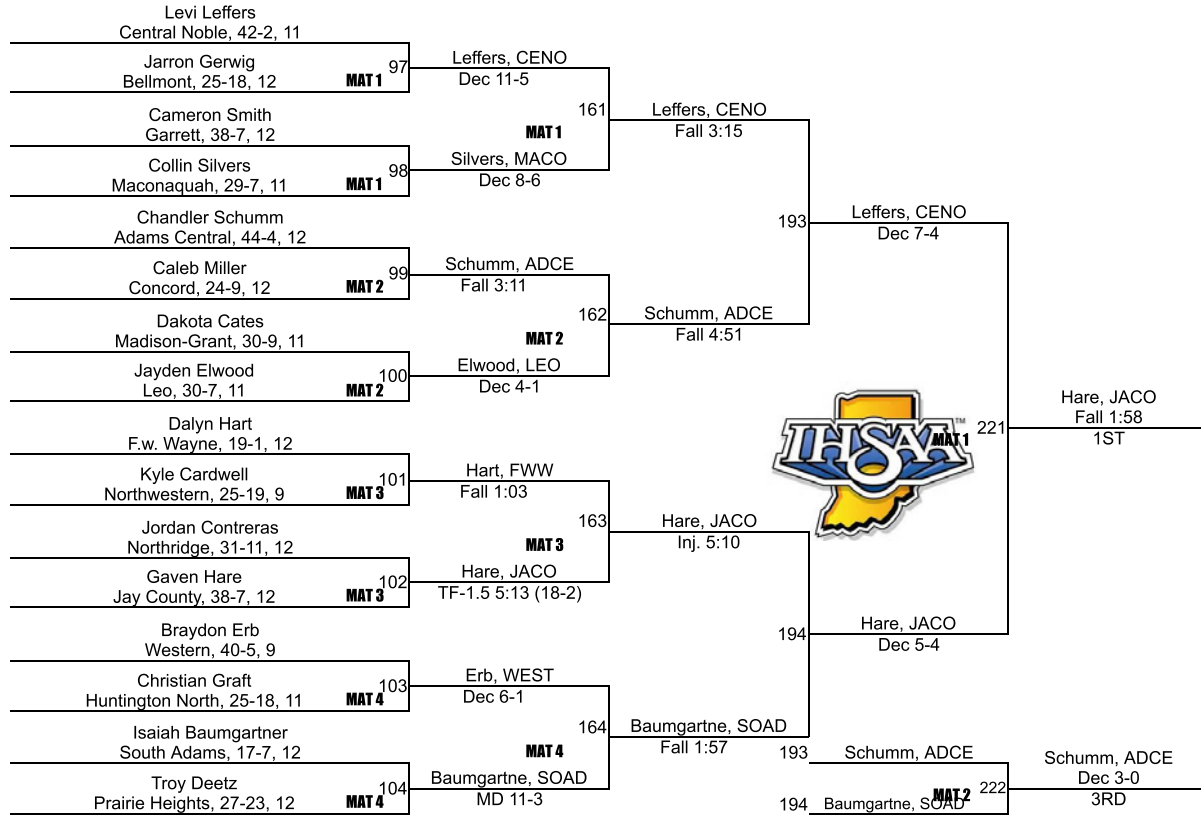 Levi Leffers
Central Noble, 42-2, 11
97
Jarron Gerwig
Bellmont, 25-18, 12
MAT 1
Leffers, CENO
Dec 11-5
161
MAT 1
Cameron Smith
Garrett, 38-7, 12
98
Collin Silvers
Maconaquah, 29-7, 11
MAT 1
Silvers, MACO
Dec 8-6
Leffers, CENO
Fall 3:15
193
Chandler Schumm
Adams Central, 44-4, 12
99
Caleb Miller
Concord, 24-9, 12
MAT 2
Schumm, ADCE
Fall 3:11
162
MAT 2
Dakota Cates
Madison-Grant, 30-9, 11
100
Jayden Elwood
Leo, 30-7, 11
MAT 2
Elwood, LEO
Dec 4-1
Schumm, ADCE
Fall 4:51
Leffers, CENO
Dec 7-4
Dalyn Hart
F.w. Wayne, 19-1, 12
101
Kyle Cardwell
Northwestern, 25-19, 9
MAT 3
Hart, FWW
Fall 1:03
163
MAT 3
Jordan Contreras
Northridge, 31-11, 12
102
Gaven Hare
Jay County, 38-7, 12
MAT 3
Hare, JACO
TF-1.5 5:13 (18-2)
Hare, JACO
Inj. 5:10
194
Braydon Erb
Western, 40-5, 9
103
Christian Graft
Huntington North, 25-18, 11
MAT 4
Erb, WEST
Dec 6-1
164
MAT 4
Isaiah Baumgartner
South Adams, 17-7, 12
104
Troy Deetz
Prairie Heights, 27-23, 12
MAT 4
Baumgartne, SOAD
MD 11-3
Baumgartne, SOAD
Fall 1:57
Hare, JACO
Dec 5-4
IHSAA™
MAT 1
221
Hare, JACO
Fall 1:58
1ST
193
Schumm, ADCE
194
Baumgartne, SOAD
MAT 2
222
Schumm, ADCE
Dec 3-0
3RD